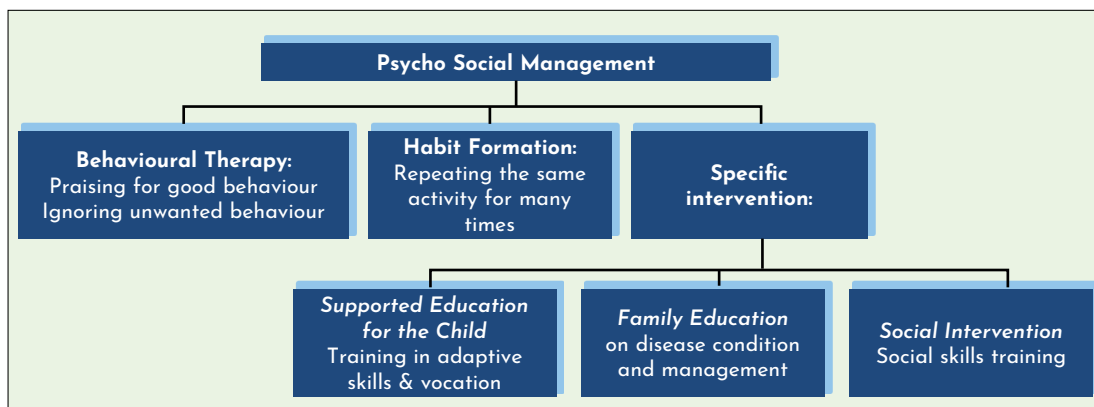 Psycho Social Management
Behavioural Therapy:
Praising for good behaviour
Ignoring unwanted behaviour
Habit Formation:
Repeating the same
activity for many
times
Specific
intervention:
Supported Education
for the Child
Training in adaptive
skills & vocation
Family Education
on disease condition
and management
Social Intervention
Social skills training